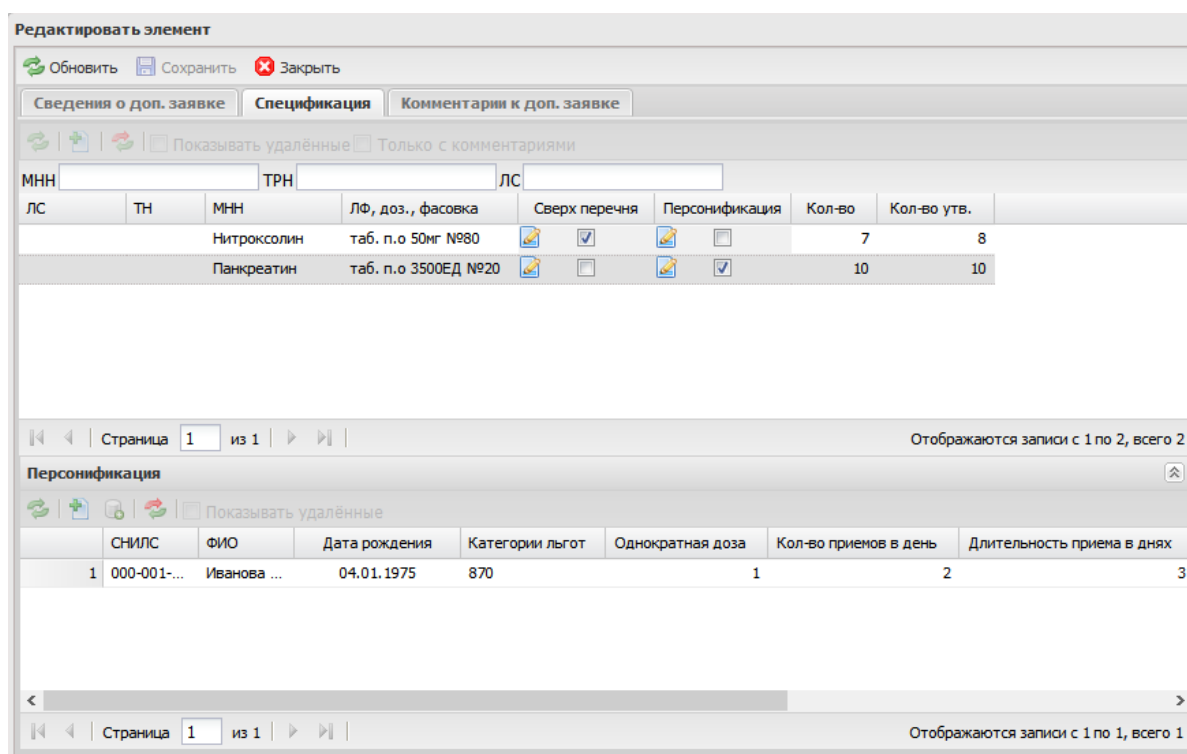 Редактировать элемент
Обновить Сохранить Закрыть
Сведения о доп. заявке Спецификация Комментарии к доп. заявке
Показывать удалённые Только с комментариями
МНН ТРН ЛС
ЛС ТН МНН ЛФ, доз., фасовка Сверх перечня Персонификация Кол-во Кол-во утв.
Нитроксолин таб. п.о 50мг №80 7 8
Панкреатин таб. п.о 3500ЕД №20 10 10
Страница 1 из 1 Отображаются записи с 1 по 2, всего 2
Персонификация
Показывать удалённые
СНИЛС ФИО Дата рождения Категории льгот Однократная доза Кол-во приемов в день Длительность приема в днях
1 000-001-... Иванова ... 04.01.1975 870 1 2 3
Страница 1 из 1 Отображаются записи с 1 по 1, всего 1